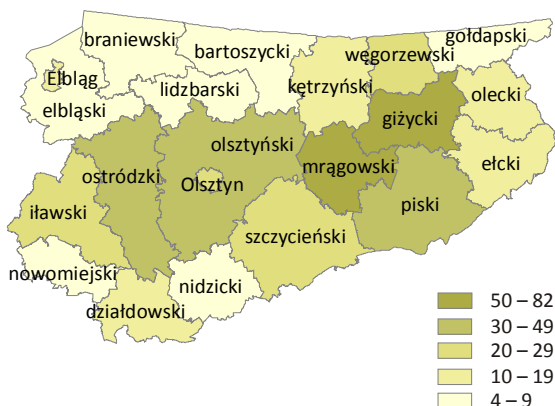 gołdapski
braniewski
bartoszycki
węgorzewski
Elbląg
kętrzyński
olecki
lidzbarski
elbląski
giżycki
olsztyński
mrągowski
ełcki
ostródzki
Olsztyn
iławski
piski
szczycieński
nowomiejski
nidzicki
działdowski
50 – 82
30 – 49
20 – 29
10 – 19
4 – 9